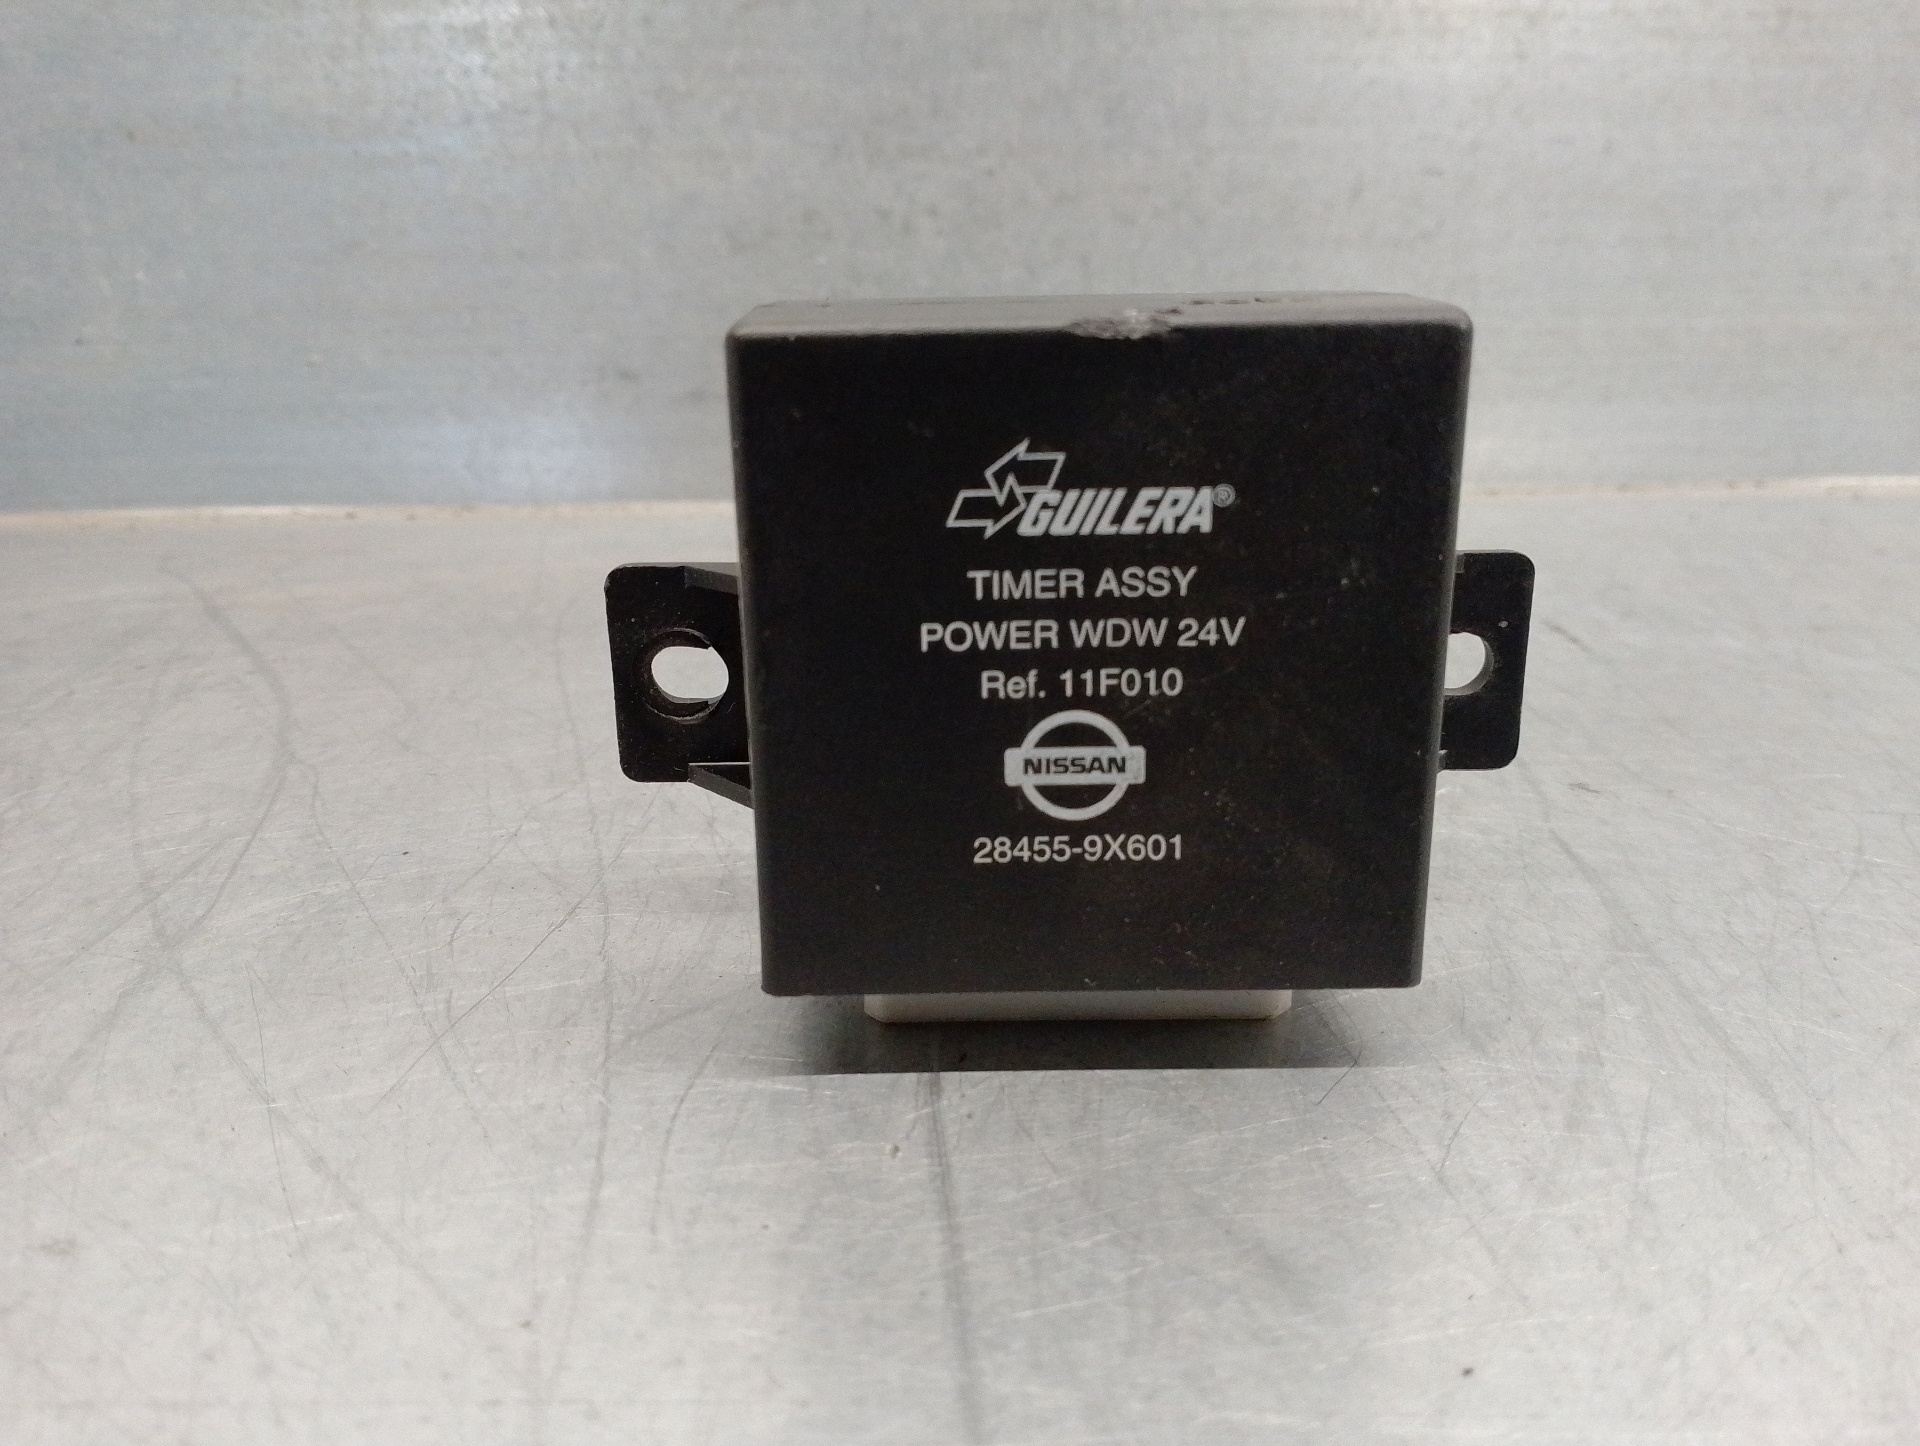 GUILERA®
TIMER ASSY
POWER WDW 24V
Ref. 11F010
NISSAN
28455-9X601